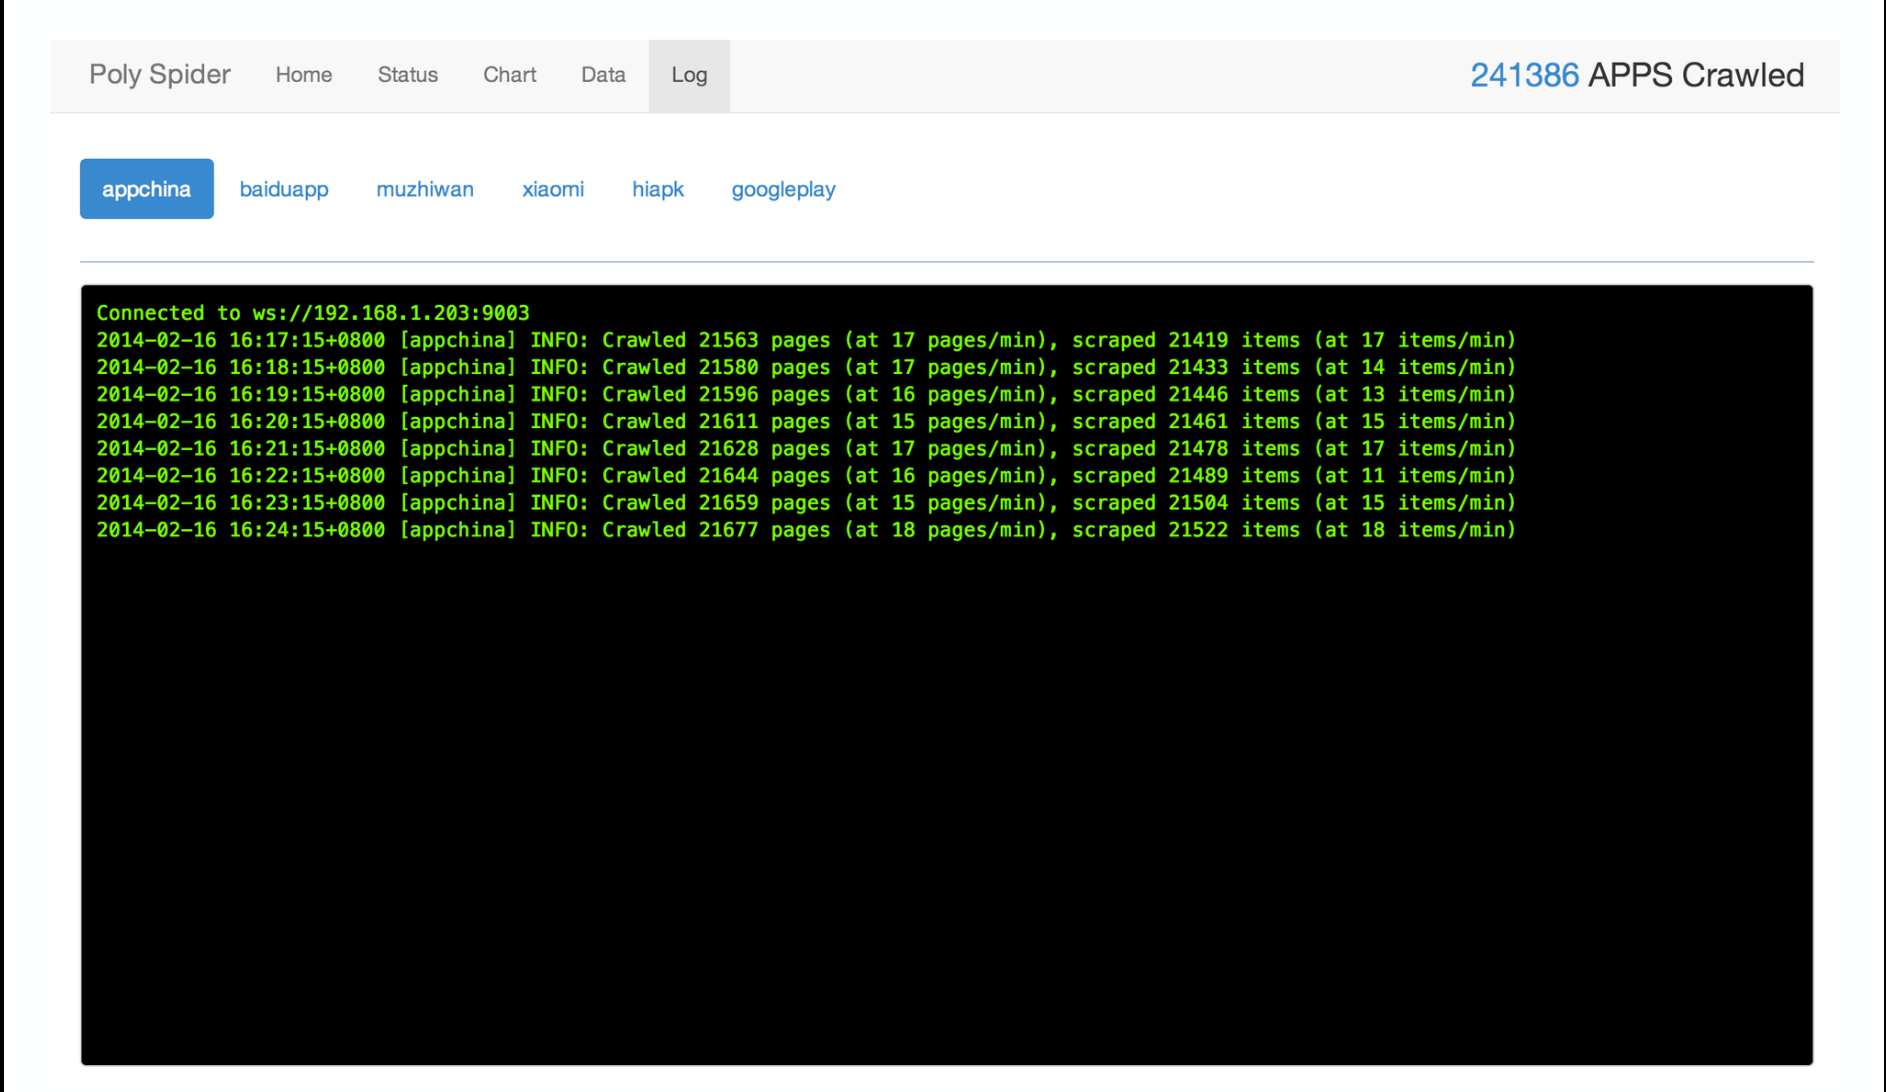 Poly Spider Home Status Chart Data Log 241386 APPS Crawled
appchina baiduapp muzhiwan xiaomi hiapk googleplay
Connected to ws://192.168.1.203:9003
2014-02-16 16:17:15+0800 [appchina] INFO: Crawled 21563 pages (at 17 pages/min), scraped 21419 items (at 17 items/min)
2014-02-16 16:18:15+0800 [appchina] INFO: Crawled 21580 pages (at 17 pages/min), scraped 21433 items (at 14 items/min)
2014-02-16 16:19:15+0800 [appchina] INFO: Crawled 21596 pages (at 16 pages/min), scraped 21446 items (at 13 items/min)
2014-02-16 16:20:15+0800 [appchina] INFO: Crawled 21611 pages (at 15 pages/min), scraped 21461 items (at 15 items/min)
2014-02-16 16:21:15+0800 [appchina] INFO: Crawled 21628 pages (at 17 pages/min), scraped 21478 items (at 17 items/min)
2014-02-16 16:22:15+0800 [appchina] INFO: Crawled 21644 pages (at 16 pages/min), scraped 21489 items (at 11 items/min)
2014-02-16 16:23:15+0800 [appchina] INFO: Crawled 21659 pages (at 15 pages/min), scraped 21504 items (at 15 items/min)
2014-02-16 16:24:15+0800 [appchina] INFO: Crawled 21677 pages (at 18 pages/min), scraped 21522 items (at 18 items/min)